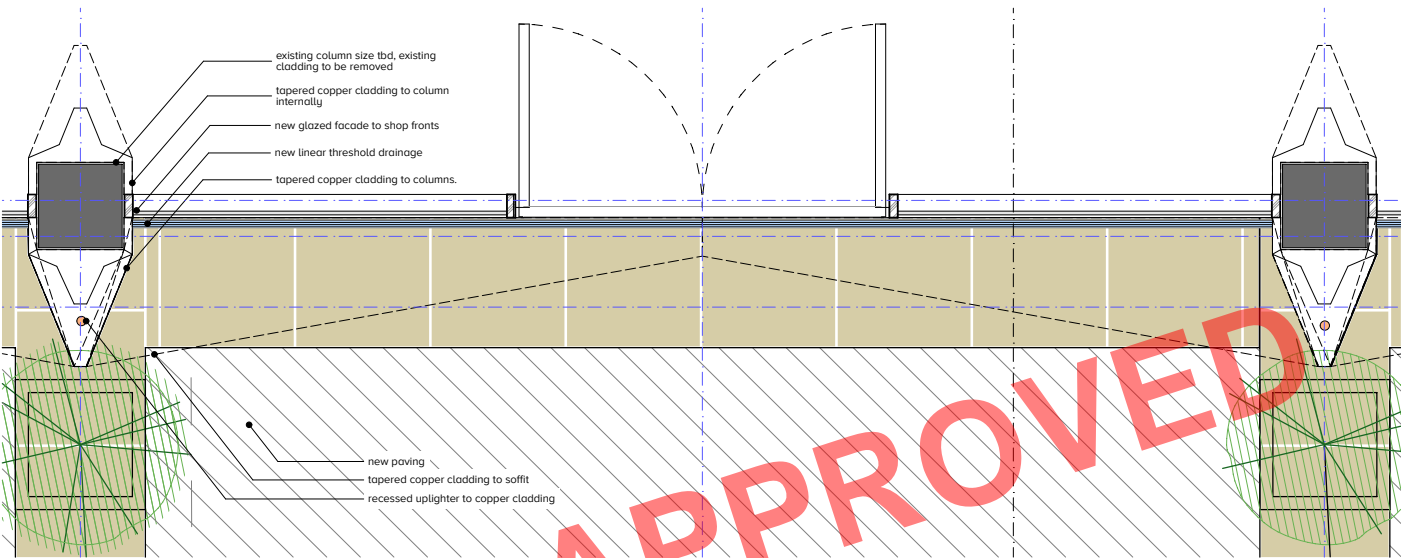 existing column size tbd, existing
cladding to be removed
tapered copper cladding to column
internally
new glazed facade to shop fronts
new linear threshold drainage
tapered copper cladding to columns.
new paving
tapered copper cladding to soffit
recessed uplighter to copper cladding
APPROVED